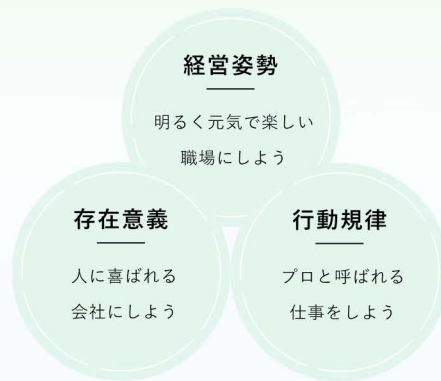 経営姿勢
明るく元気で楽しい
職場にしよう
存在意義
人に喜ばれる
会社にしよう
行動規律
プロと呼ばれる
仕事をしよう